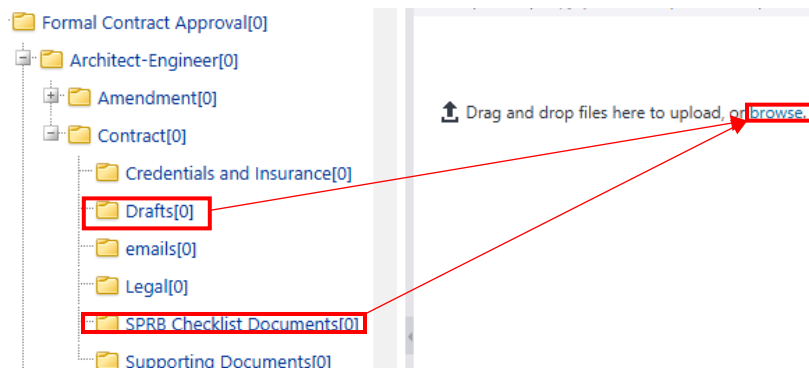 Formal Contract Approval[0]
Architect-Engineer[0]
Amendment[0]
Contract[0]
Credentials and Insurance[0]
Drafts[0]
emails[0]
Legal[0]
SPRB Checklist Documents[0]
Supporting Documents[0]
Drag and drop files here to upload, or browse.